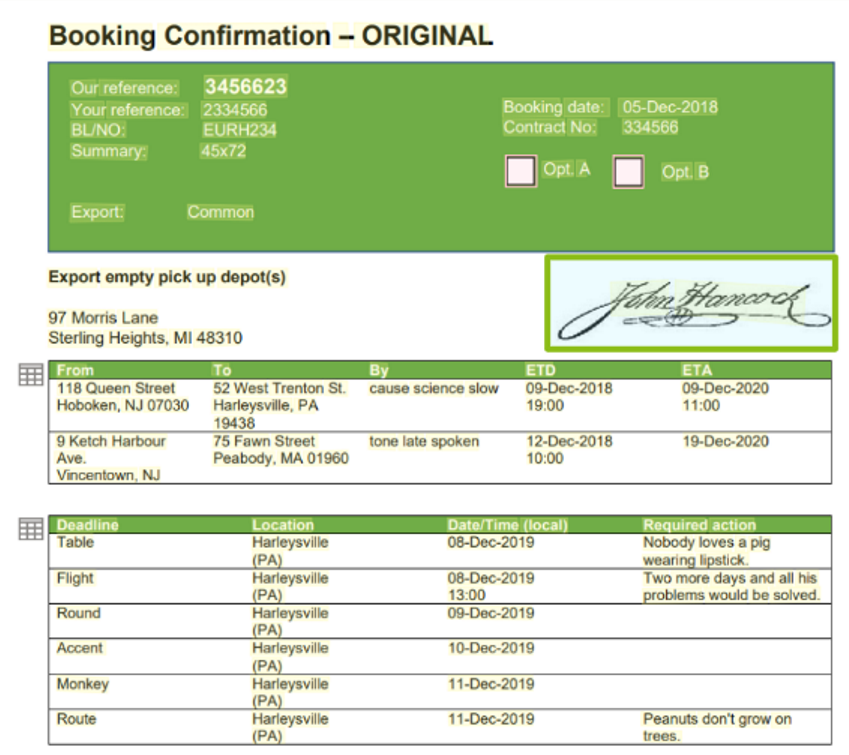 Booking Confirmation – ORIGINAL
Our reference: 3456623
Your reference: 2334566
BL/NO: EURH234
Summary: 45x72
Export: Common
Booking date: 05-Dec-2018
Contract No: 334566
Opt. A Opt. B
Export empty pick up depot(s)
97 Morris Lane
Sterling Heights, MI 48310
John Hancock
From To By ETD ETA
118 Queen Street 52 West Trenton St. cause science slow 09-Dec-2018 09-Dec-2020
Hoboken, NJ 07030 Harleysville, PA 19:00 11:00
19438
9 Ketch Harbour 75 Fawn Street tone late spoken 12-Dec-2018 19-Dec-2020
Ave. Peabody, MA 01960 10:00
Vincentown, NJ
Deadline Location Date/Time (local) Required action
Table Harleysville 08-Dec-2019 Nobody loves a pig
(PA) wearing lipstick.
Flight Harleysville 08-Dec-2019 Two more days and all his
(PA) 13:00 problems would be solved.
Round Harleysville 09-Dec-2019
(PA)
Accent Harleysville 10-Dec-2019
(PA)
Monkey Harleysville 11-Dec-2019
(PA)
Route Harleysville 11-Dec-2019 Peanuts don't grow on
(PA) trees.